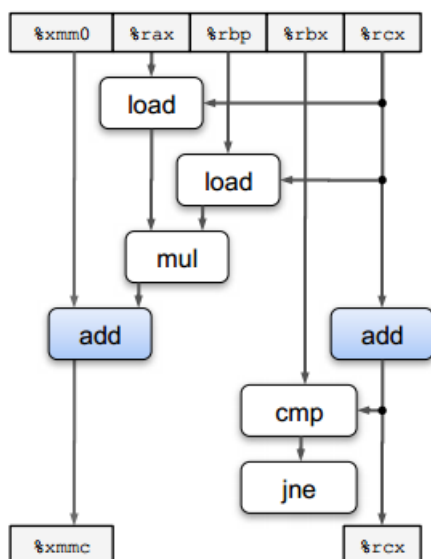 %xmm0 %rax %rbp %rbx %rcx
load
load
mul
add add
cmp
jne
%xmmc %rcx